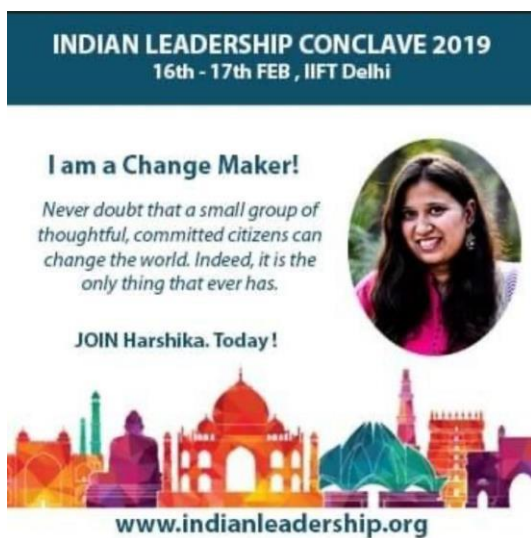 INDIAN LEADERSHIP CONCLAVE 2019
16th - 17th FEB , IIFT Delhi
I am a Change Maker!
Never doubt that a small group of
thoughtful, committed citizens can
change the world. Indeed, it is the
only thing that ever has.
JOIN Harshika. Today !
www.indianleadership.org